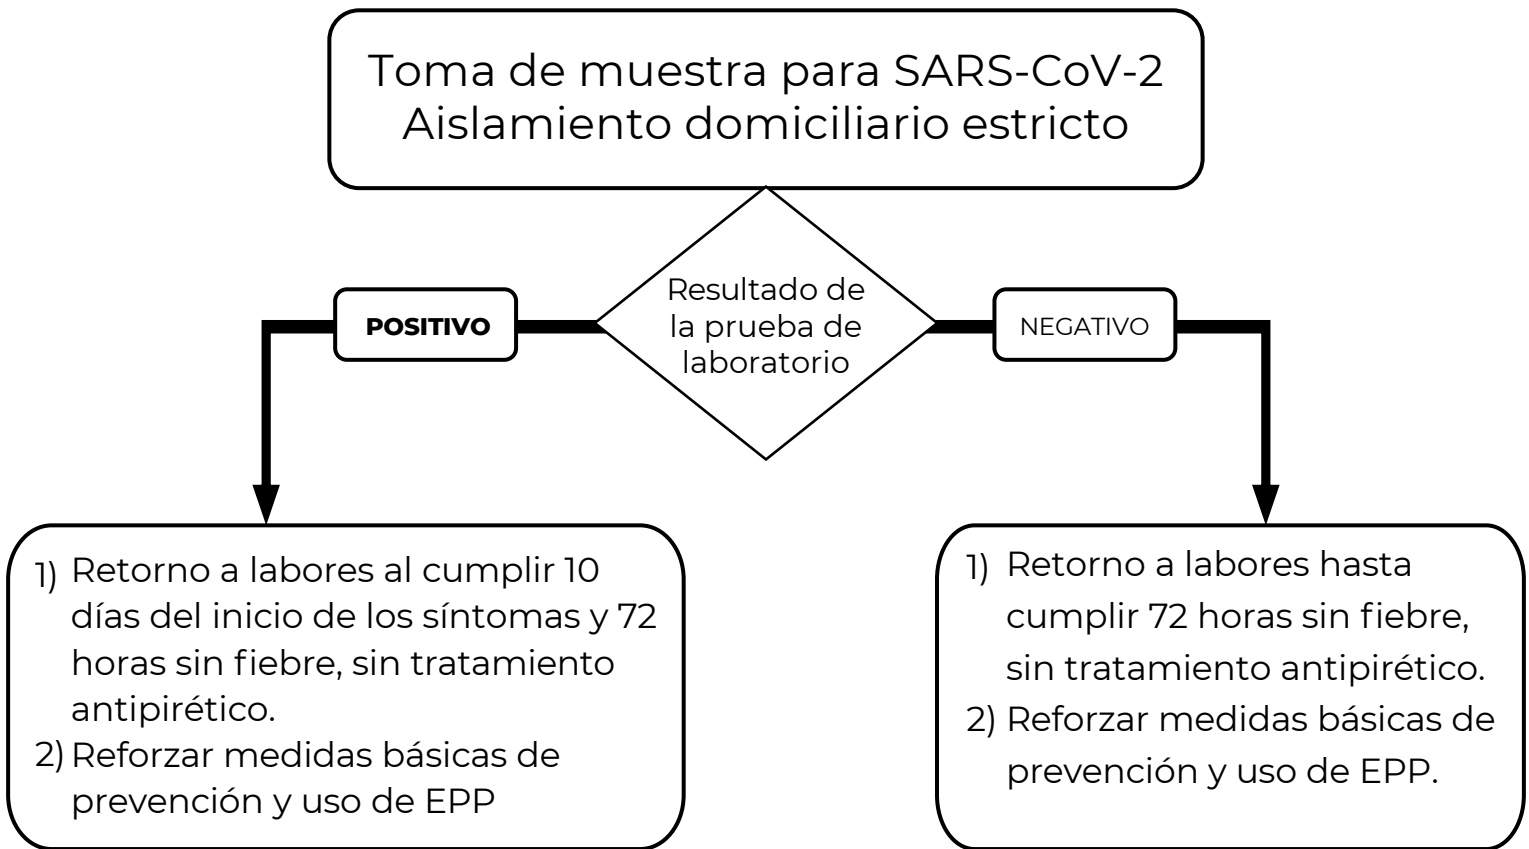 Toma de muestra para SARS-CoV-2
Aislamiento domiciliario estricto
Resultado de
la prueba de
laboratorio
POSITIVO
NEGATIVO
1) Retorno a labores al cumplir 10
días del inicio de los síntomas y 72
horas sin fiebre, sin tratamiento
antipirético.
2) Reforzar medidas básicas de
prevención y uso de EPP
1) Retorno a labores hasta
cumplir 72 horas sin fiebre,
sin tratamiento antipirético.
2) Reforzar medidas básicas de
prevención y uso de EPP.